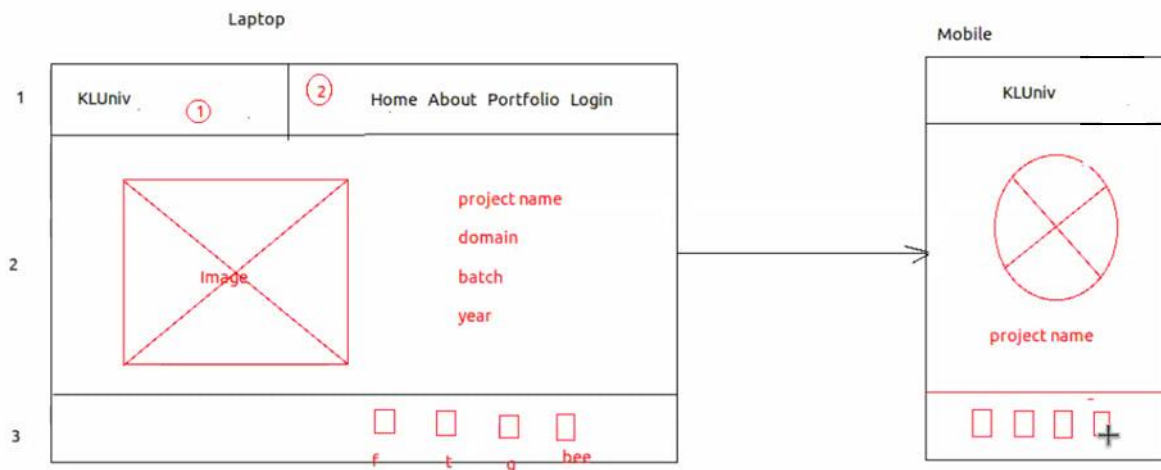 Laptop
Mobile
1
KLUniv
1
2
Home About Portfolio Login
KLUniv
2
Image
project name
domain
batch
year
project name
3
f
t
g
bee